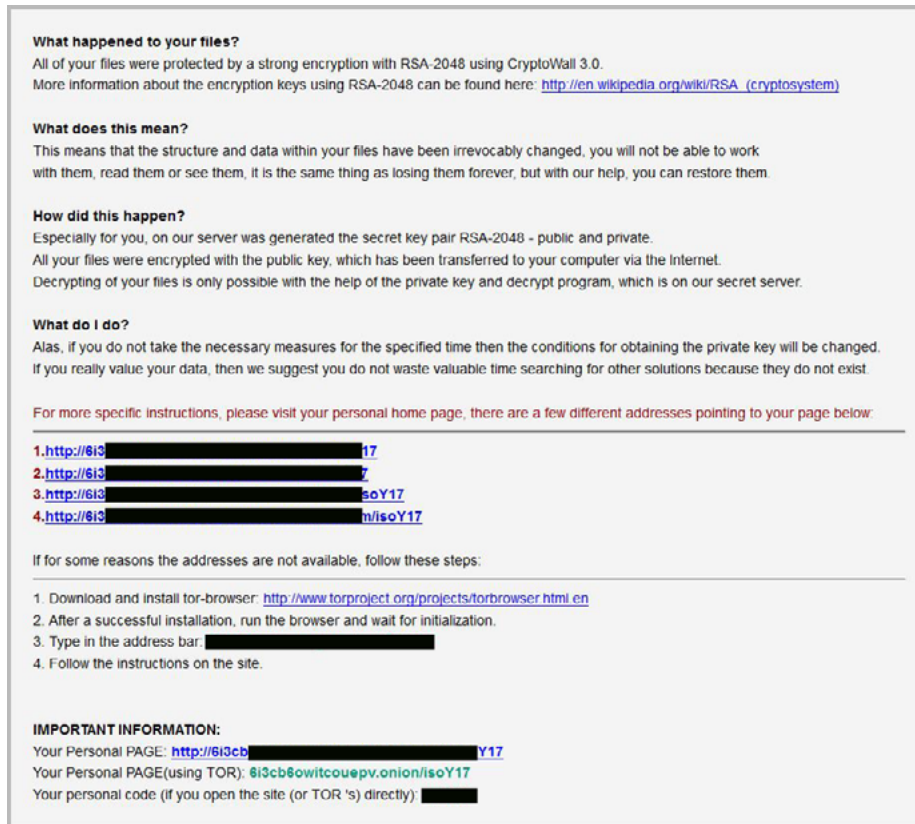 What happened to your files?
All of your files were protected by a strong encryption with RSA-2048 using CryptoWall 3.0.
More information about the encryption keys using RSA-2048 can be found here: http://en.wikipedia.org/wiki/RSA_(cryptosystem)
What does this mean?
This means that the structure and data within your files have been irrevocably changed, you will not be able to work
with them, read them or see them, it is the same thing as losing them forever, but with our help, you can restore them.
How did this happen?
Especially for you, on our server was generated the secret key pair RSA-2048 - public and private.
All your files were encrypted with the public key, which has been transferred to your computer via the Internet.
Decrypting of your files is only possible with the help of the private key and decrypt program, which is on our secret server.
What do I do?
Alas, if you do not take the necessary measures for the specified time then the conditions for obtaining the private key will be changed.
If you really value your data, then we suggest you do not waste valuable time searching for other solutions because they do not exist.
For more specific instructions, please visit your personal home page, there are a few different addresses pointing to your page below:
1.http://6i3 17
2.http://6i3 7
3.http://6i3 soY17
4.http://6i3 m/isoY17
If for some reasons the addresses are not available, follow these steps:
1. Download and install tor-browser: http://www.torproject.org/projects/torbrowser.html.en
2. After a successful installation, run the browser and wait for initialization.
3. Type in the address bar:
4. Follow the instructions on the site.
IMPORTANT INFORMATION:
Your Personal PAGE: http://6i3cb Y17
Your Personal PAGE(using TOR): 6i3cb6owitcouepv.onion/isoY17
Your personal code (if you open the site (or TOR 's) directly):